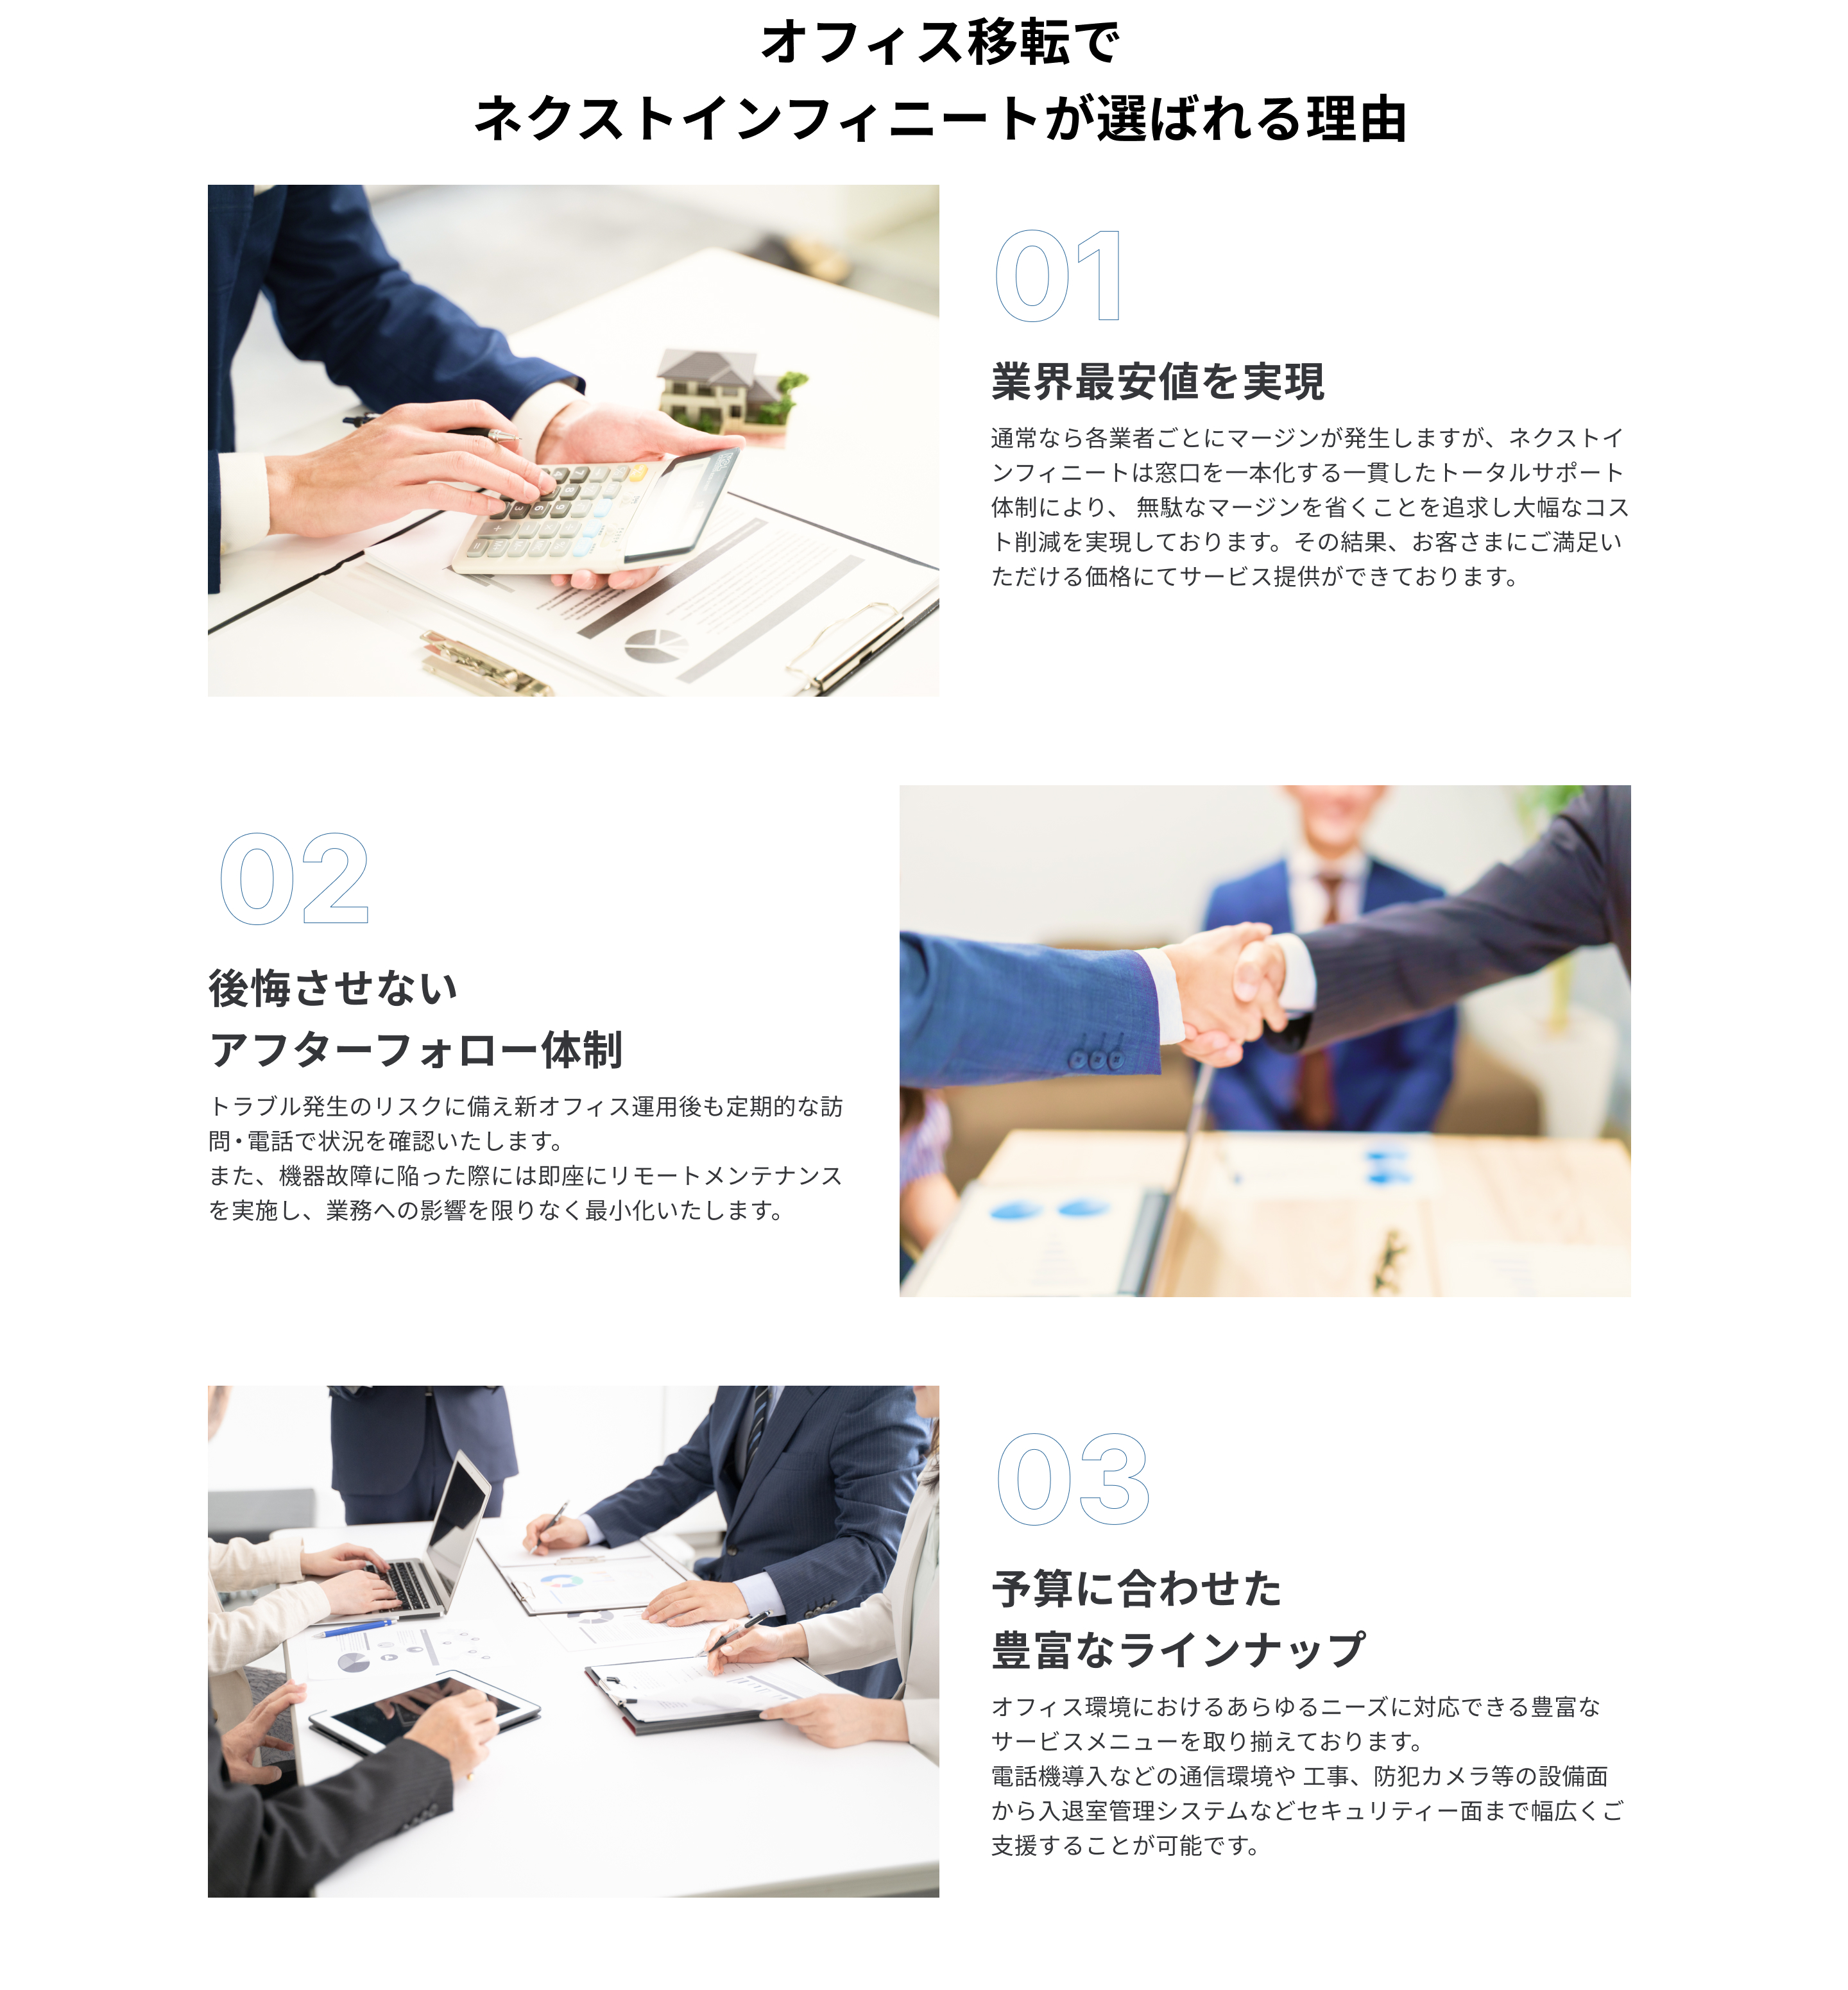 オフィス移転で
ネクストインフィニートが選ばれる理由
01
業界最安値を実現
通常なら各業者ごとにマージンが発生しますが、ネクストイ
ンフィニートは窓口を一本化する一貫したトータルサポート
体制により、 無駄なマージンを省くことを追求し大幅なコス
ト削減を実現しております。その結果、お客さまにご満足い
ただける価格にてサービス提供ができております。
02
後悔させない
アフターフォロー体制
トラブル発生のリスクに備え新オフィス運用後も定期的な訪
問・電話で状況を確認いたします。
また、機器故障に陥った際には即座にリモートメンテナンス
を実施し、業務への影響を限りなく最小化いたします。
03
予算に合わせた
豊富なラインナップ
オフィス環境におけるあらゆるニーズに対応できる豊富な
サービスメニューを取り揃えております。
電話機導入などの通信環境や 工事、防犯カメラ等の設備面
から入退室管理システムなどセキュリティー面まで幅広くご
支援することが可能です。